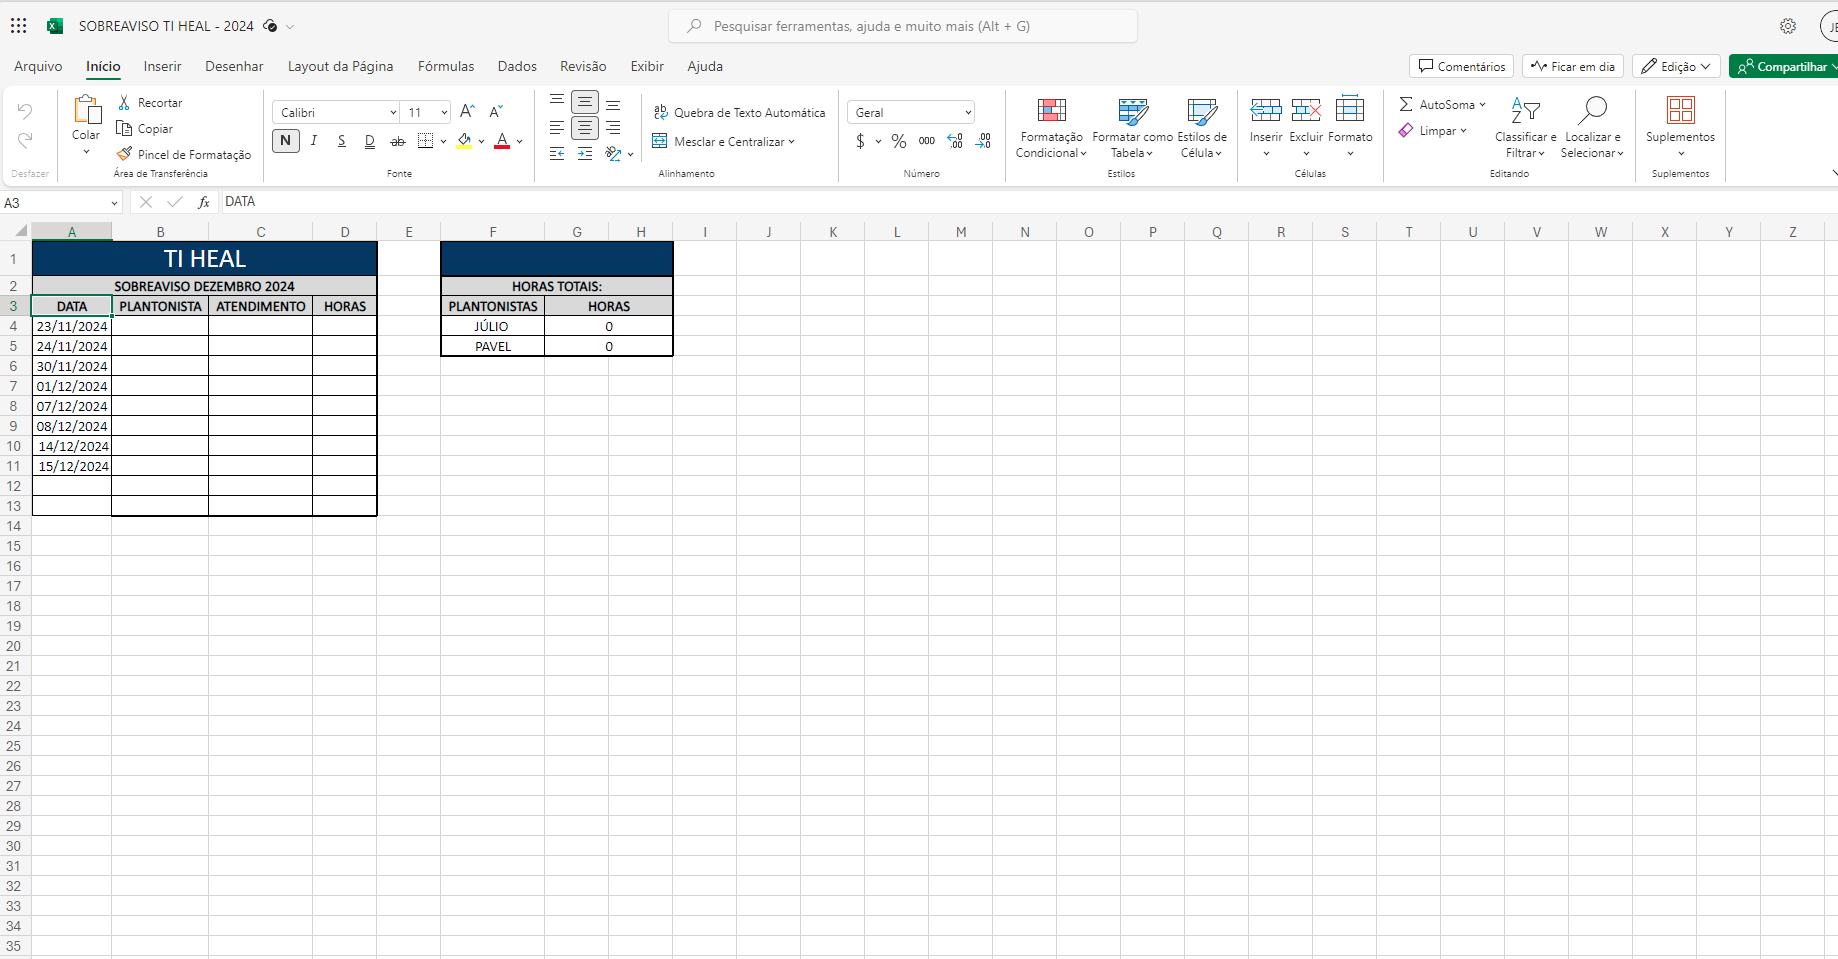 SOBREAVISO TI HEAL - 2024
Pesquisar ferramentas, ajuda e muito mais (Alt + G)
Arquivo Início Inserir Desenhar Layout da Página Fórmulas Dados Revisão Exibir Ajuda
Comentários Ficar em dia Edição Compartilhar
Desfazer
Colar
Recortar
Copiar
Pincel de Formatação
Área de Transferência
Calibri 11
N I S D ab
Fonte
Quebra de Texto Automática
Mesclar e Centralizar
Alinhamento
Geral
$ % 000
Número
Formatação Condicional
Formatar como Tabela
Estilos de Célula
Estilos
Inserir Excluir Formato
Células
AutoSoma
Limpar
Classificar e Filtrar
Localizar e Selecionar
Editando
Suplementos
Suplementos
A3 fx DATA
A B C D E F G H I J K L M N O P Q R S T U V W X Y Z
1 TI HEAL
2 SOBREAVISO DEZEMBRO 2024 HORAS TOTAIS:
3 DATA PLANTONISTA ATENDIMENTO HORAS PLANTONISTAS HORAS
4 23/11/2024 JÚLIO 0
5 24/11/2024 PAVEL 0
6 30/11/2024
7 01/12/2024
8 07/12/2024
9 08/12/2024
10 14/12/2024
11 15/12/2024
12
13
14
15
16
17
18
19
20
21
22
23
24
25
26
27
28
29
30
31
32
33
34
35